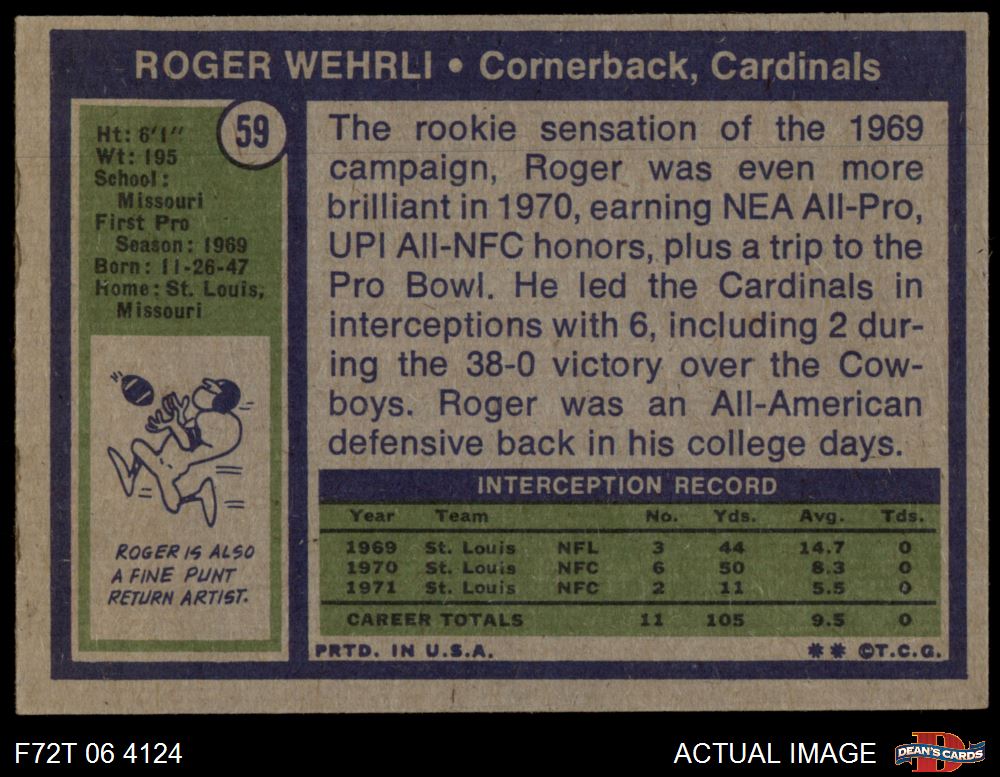 ROGER WEHRLI • Cornerback, Cardinals
59
Ht: 6'1"
Wt: 195
School:
Missouri
First Pro
Season: 1969
Born: 11-26-47
Home: St. Louis,
Missouri
ROGER IS ALSO
A FINE PUNT
RETURN ARTIST.
The rookie sensation of the 1969
campaign, Roger was even more
brilliant in 1970, earning NEA All-Pro,
UPI All-NFC honors, plus a trip to the
Pro Bowl. He led the Cardinals in
interceptions with 6, including 2 dur-
ing the 38-0 victory over the Cow-
boys. Roger was an All-American
defensive back in his college days.
INTERCEPTION RECORD
Year Team No. Yds. Avg. Tds.
1969 St. Louis NFL 3 44 14.7 0
1970 St. Louis NFC 6 50 8.3 0
1971 St. Louis NFC 2 11 5.5 0
CAREER TOTALS 11 105 9.5 0
PRTD. IN U.S.A. ** ©T.C.G.
F72T 06 4124 ACTUAL IMAGE D DEAN'S CARDS